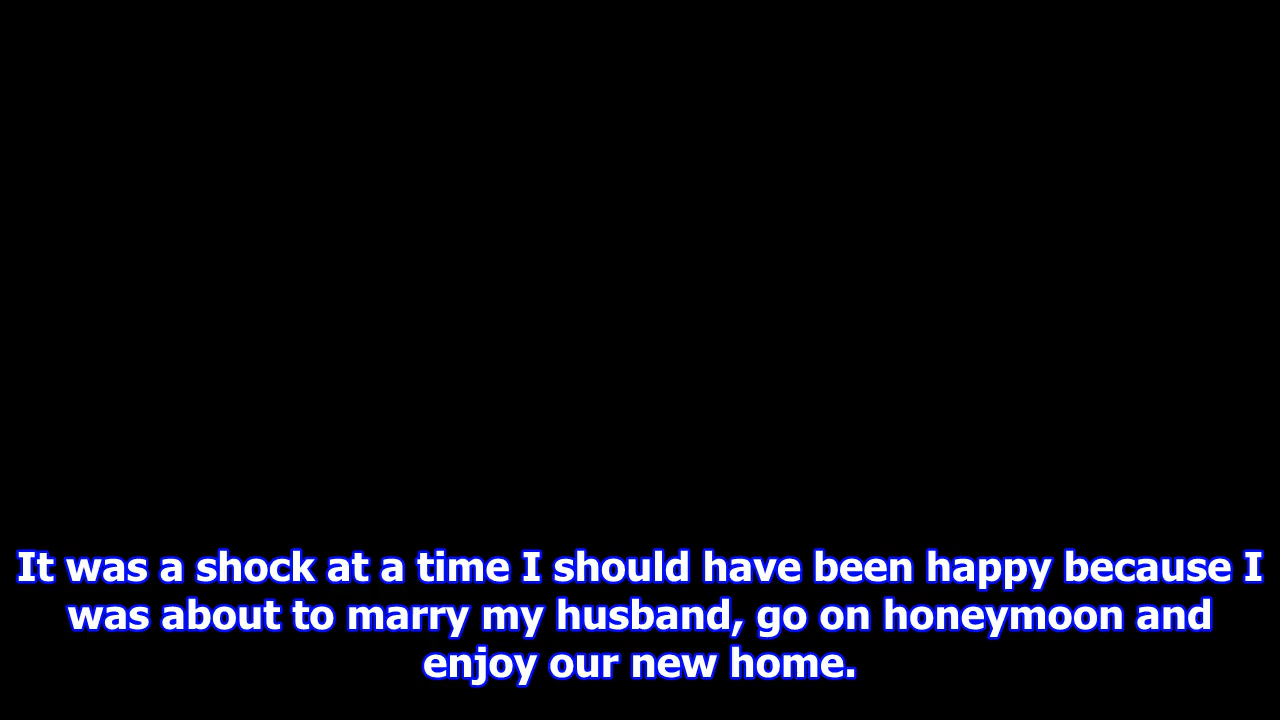 It was a shock at a time I should have been happy because I
was about to marry my husband, go on honeymoon and
enjoy our new home.